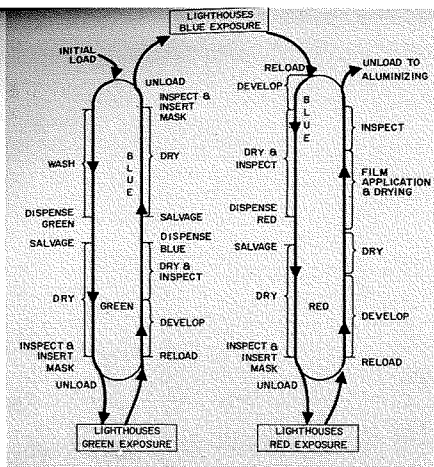 LIGHTHOUSES
BLUE EXPOSURE
INITIAL
LOAD
UNLOAD
INSPECT &
INSERT
MASK
WASH
BLUE
DRY
DISPENSE
GREEN
SALVAGE
SALVAGE
DISPENSE
BLUE
DRY &
INSPECT
DRY
GREEN
DEVELOP
INSPECT &
INSERT
MASK
RELOAD
UNLOAD
LIGHTHOUSES
GREEN EXPOSURE
RELOAD
UNLOAD TO
ALUMINIZING
DEVELOP
BLUE
INSPECT
DRY &
INSPECT
FILM
APPLICATION
& DRYING
DISPENSE
RED
SALVAGE
DRY
DRY
RED
DEVELOP
INSPECT &
INSERT
MASK
RELOAD
UNLOAD
LIGHTHOUSES
RED EXPOSURE